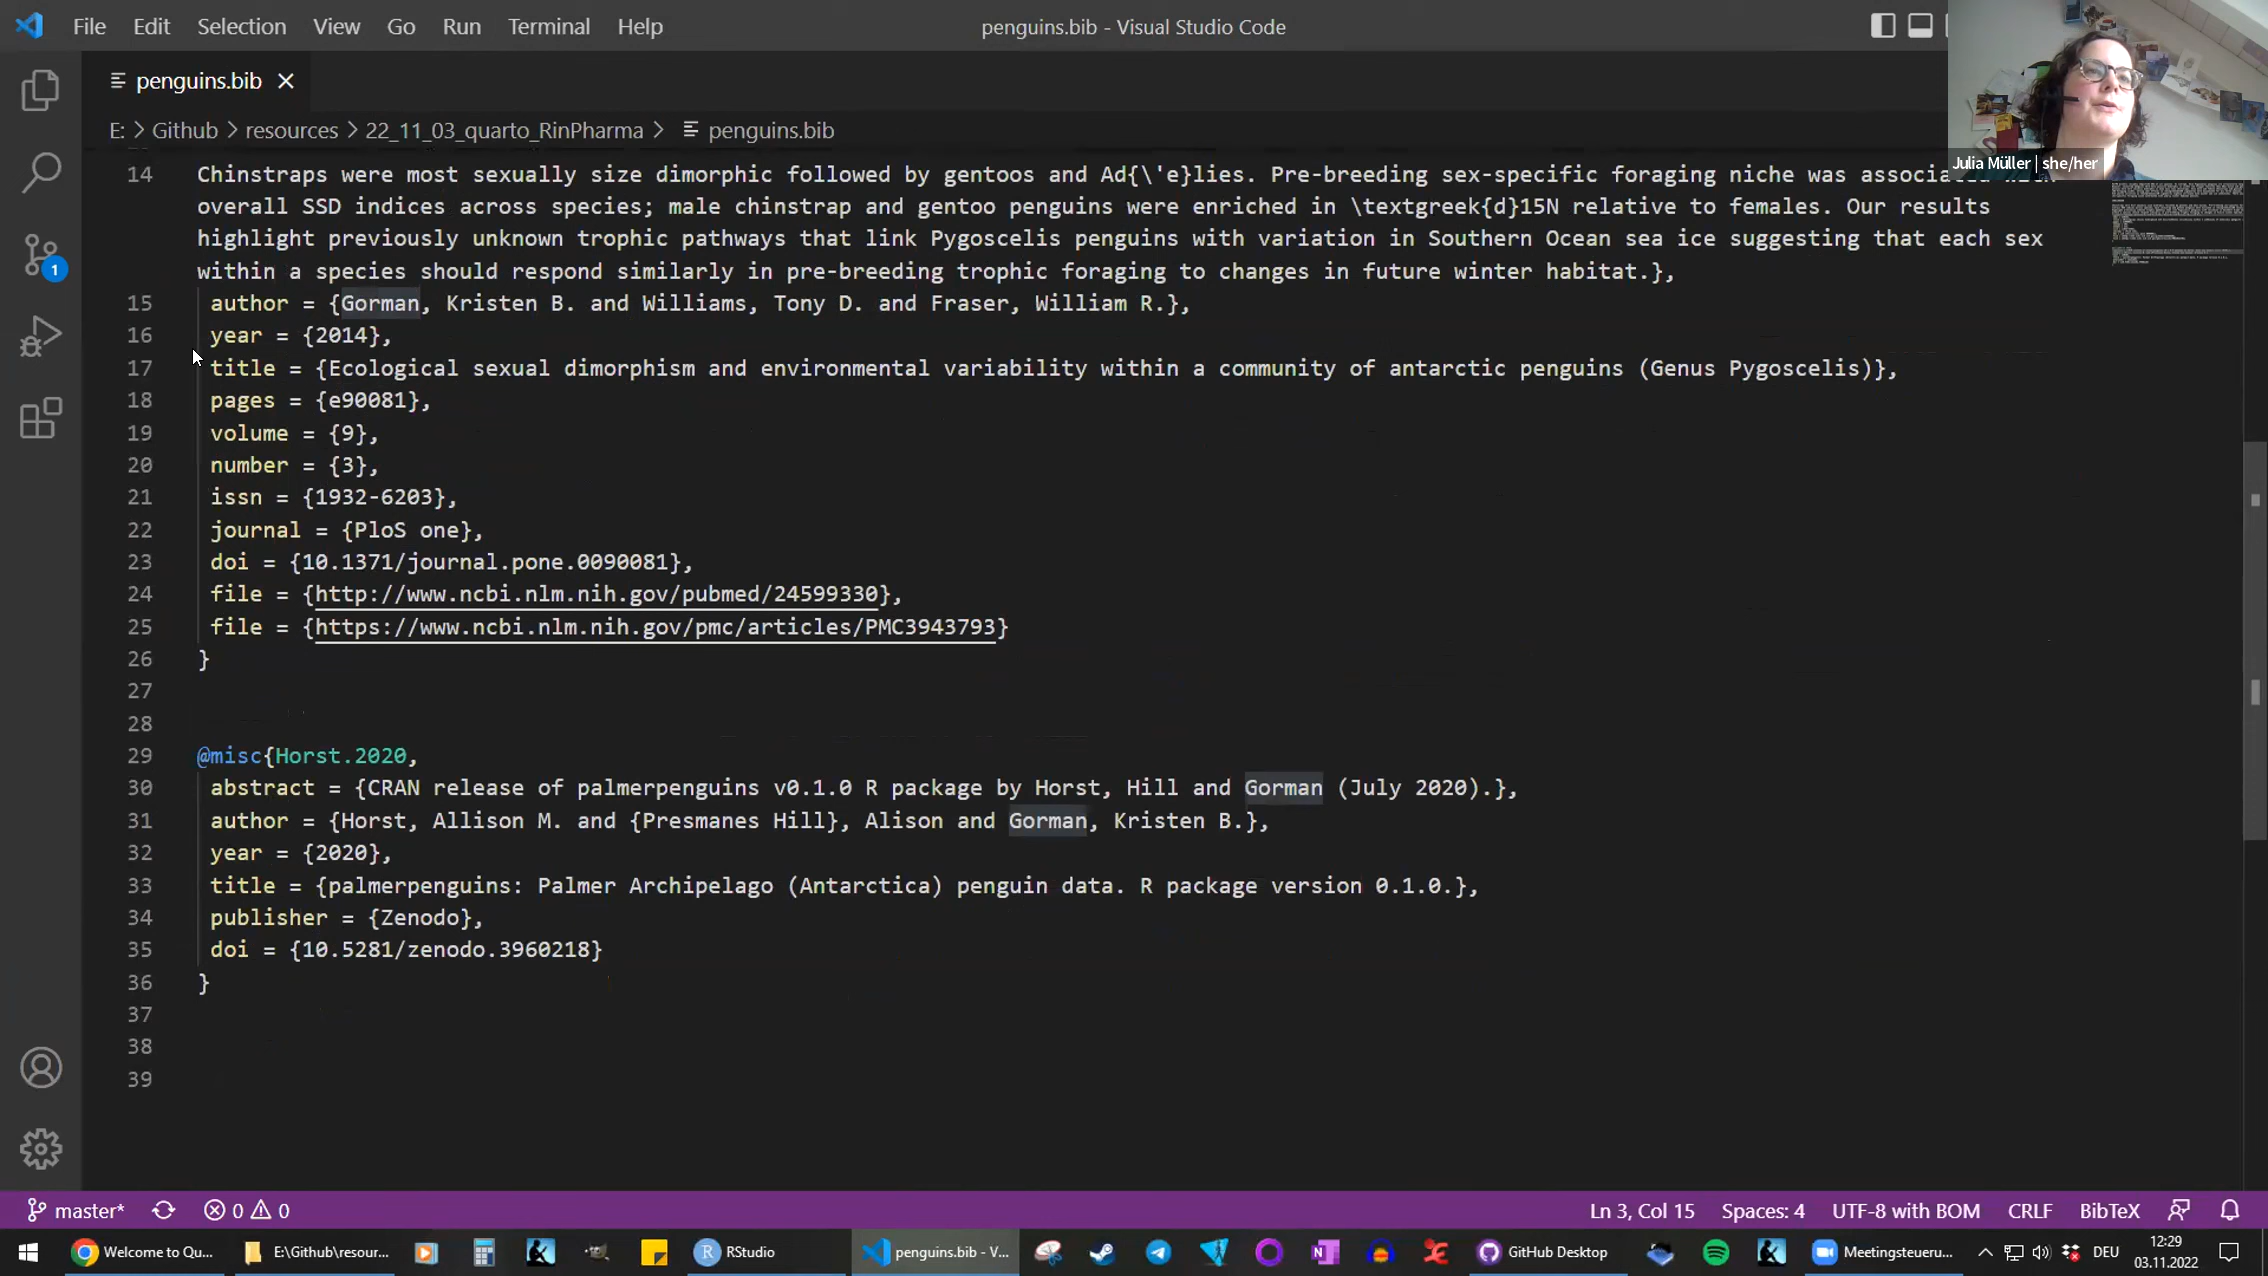 File Edit Selection View Go Run Terminal Help
penguins.bib - Visual Studio Code
penguins.bib
E: > Github > resources > 22_11_03_quarto_RinPharma > penguins.bib
Julia Müller | she/her
14 Chinstraps were most sexually size dimorphic followed by gentoos and Ad{\'e}lies. Pre-breeding sex-specific foraging niche was associated with
overall SSD indices across species; male chinstrap and gentoo penguins were enriched in \textgreek{d}15N relative to females. Our results
highlight previously unknown trophic pathways that link Pygoscelis penguins with variation in Southern Ocean sea ice suggesting that each sex
within a species should respond similarly in pre-breeding trophic foraging to changes in future winter habitat.},
15 author = {Gorman, Kristen B. and Williams, Tony D. and Fraser, William R.},
16 year = {2014},
17 title = {Ecological sexual dimorphism and environmental variability within a community of antarctic penguins (Genus Pygoscelis)},
18 pages = {e90081},
19 volume = {9},
20 number = {3},
21 issn = {1932-6203},
22 journal = {PloS one},
23 doi = {10.1371/journal.pone.0090081},
24 file = {http://www.ncbi.nlm.nih.gov/pubmed/24599330},
25 file = {https://www.ncbi.nlm.nih.gov/pmc/articles/PMC3943793}
26 }
27
28
29 @misc{Horst.2020,
30 abstract = {CRAN release of palmerpenguins v0.1.0 R package by Horst, Hill and Gorman (July 2020).},
31 author = {Horst, Allison M. and {Presmanes Hill}, Alison and Gorman, Kristen B.},
32 year = {2020},
33 title = {palmerpenguins: Palmer Archipelago (Antarctica) penguin data. R package version 0.1.0.},
34 publisher = {Zenodo},
35 doi = {10.5281/zenodo.3960218}
36 }
37
38
39
1
master* 0 0 Ln 3, Col 15 Spaces: 4 UTF-8 with BOM CRLF BibTeX
Welcome to Qu... E:\Github\resour... RStudio penguins.bib - V... GitHub Desktop Meetingsteueru... DEU 12:29
03.11.2022